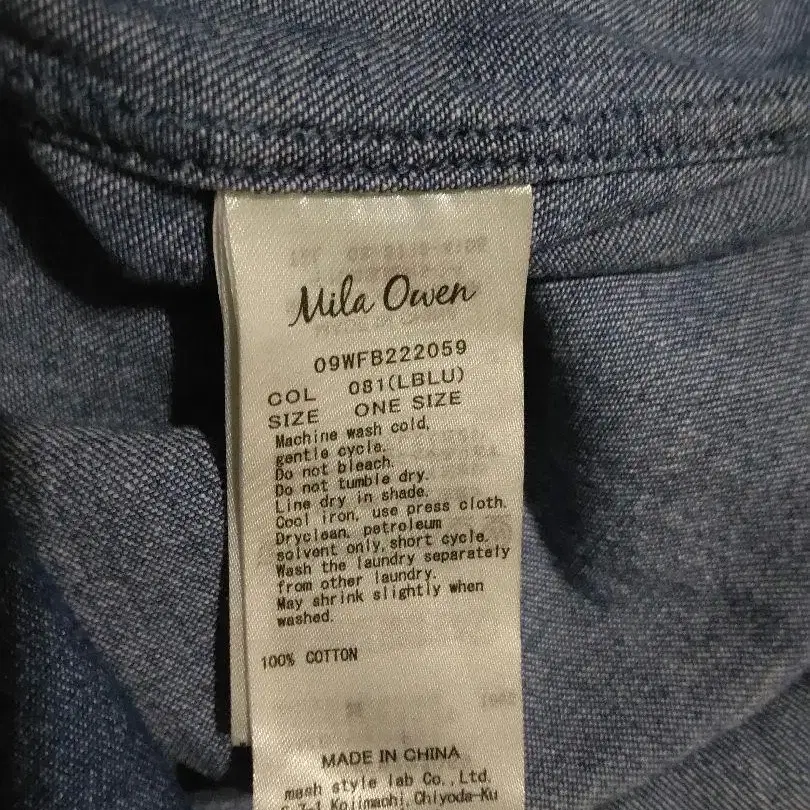 Mila Owen
09WFB222059
COL 081(LBLU)
SIZE ONE SIZE
Machine wash cold,
gentle cycle.
Do not bleach.
Do not tumble dry.
Line dry in shade.
Cool iron, use press cloth.
Dryclean, petroleum
solvent only, short cycle.
Wash the laundry separately
from other laundry.
May shrink slightly when
washed.
100% COTTON
MADE IN CHINA
mash style lab Co., Ltd.
Kojimachi, Chiyoda-Ku